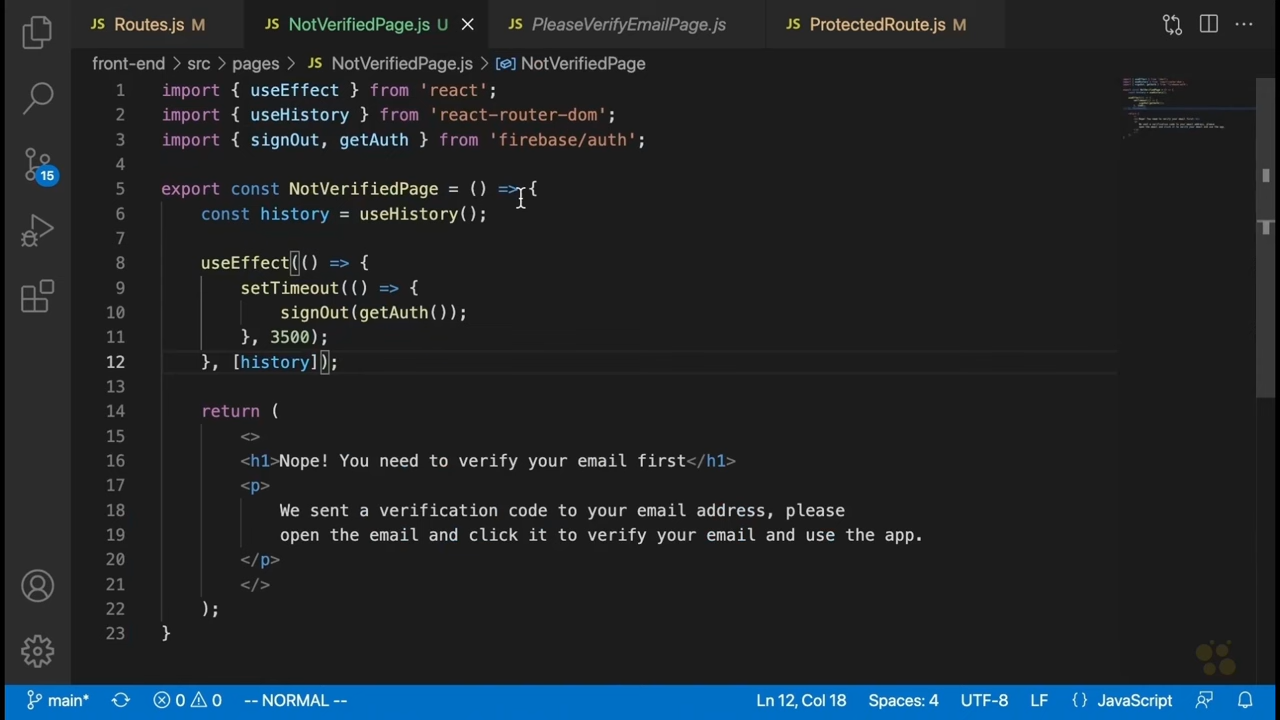 JS Routes.js M
JS NotVerifiedPage.js U
JS PleaseVerifyEmailPage.js
JS ProtectedRoute.js M
front-end > src > pages > JS NotVerifiedPage.js > NotVerifiedPage
1 import { useEffect } from 'react';
2 import { useHistory } from 'react-router-dom';
3 import { signOut, getAuth } from 'firebase/auth';
4
5 export const NotVerifiedPage = () => {
6 const history = useHistory();
7
8 useEffect(() => {
9 setTimeout(() => {
10 signOut(getAuth());
11 }, 3500);
12 }, [history]);
13
14 return (
15 <>
16 <h1>Nope! You need to verify your email first</h1>
17 <p>
18 We sent a verification code to your email address, please
19 open the email and click it to verify your email and use the app.
20 </p>
21 </>
22 );
23 }
15
main* 0 0 -- NORMAL -- Ln 12, Col 18 Spaces: 4 UTF-8 LF {} JavaScript